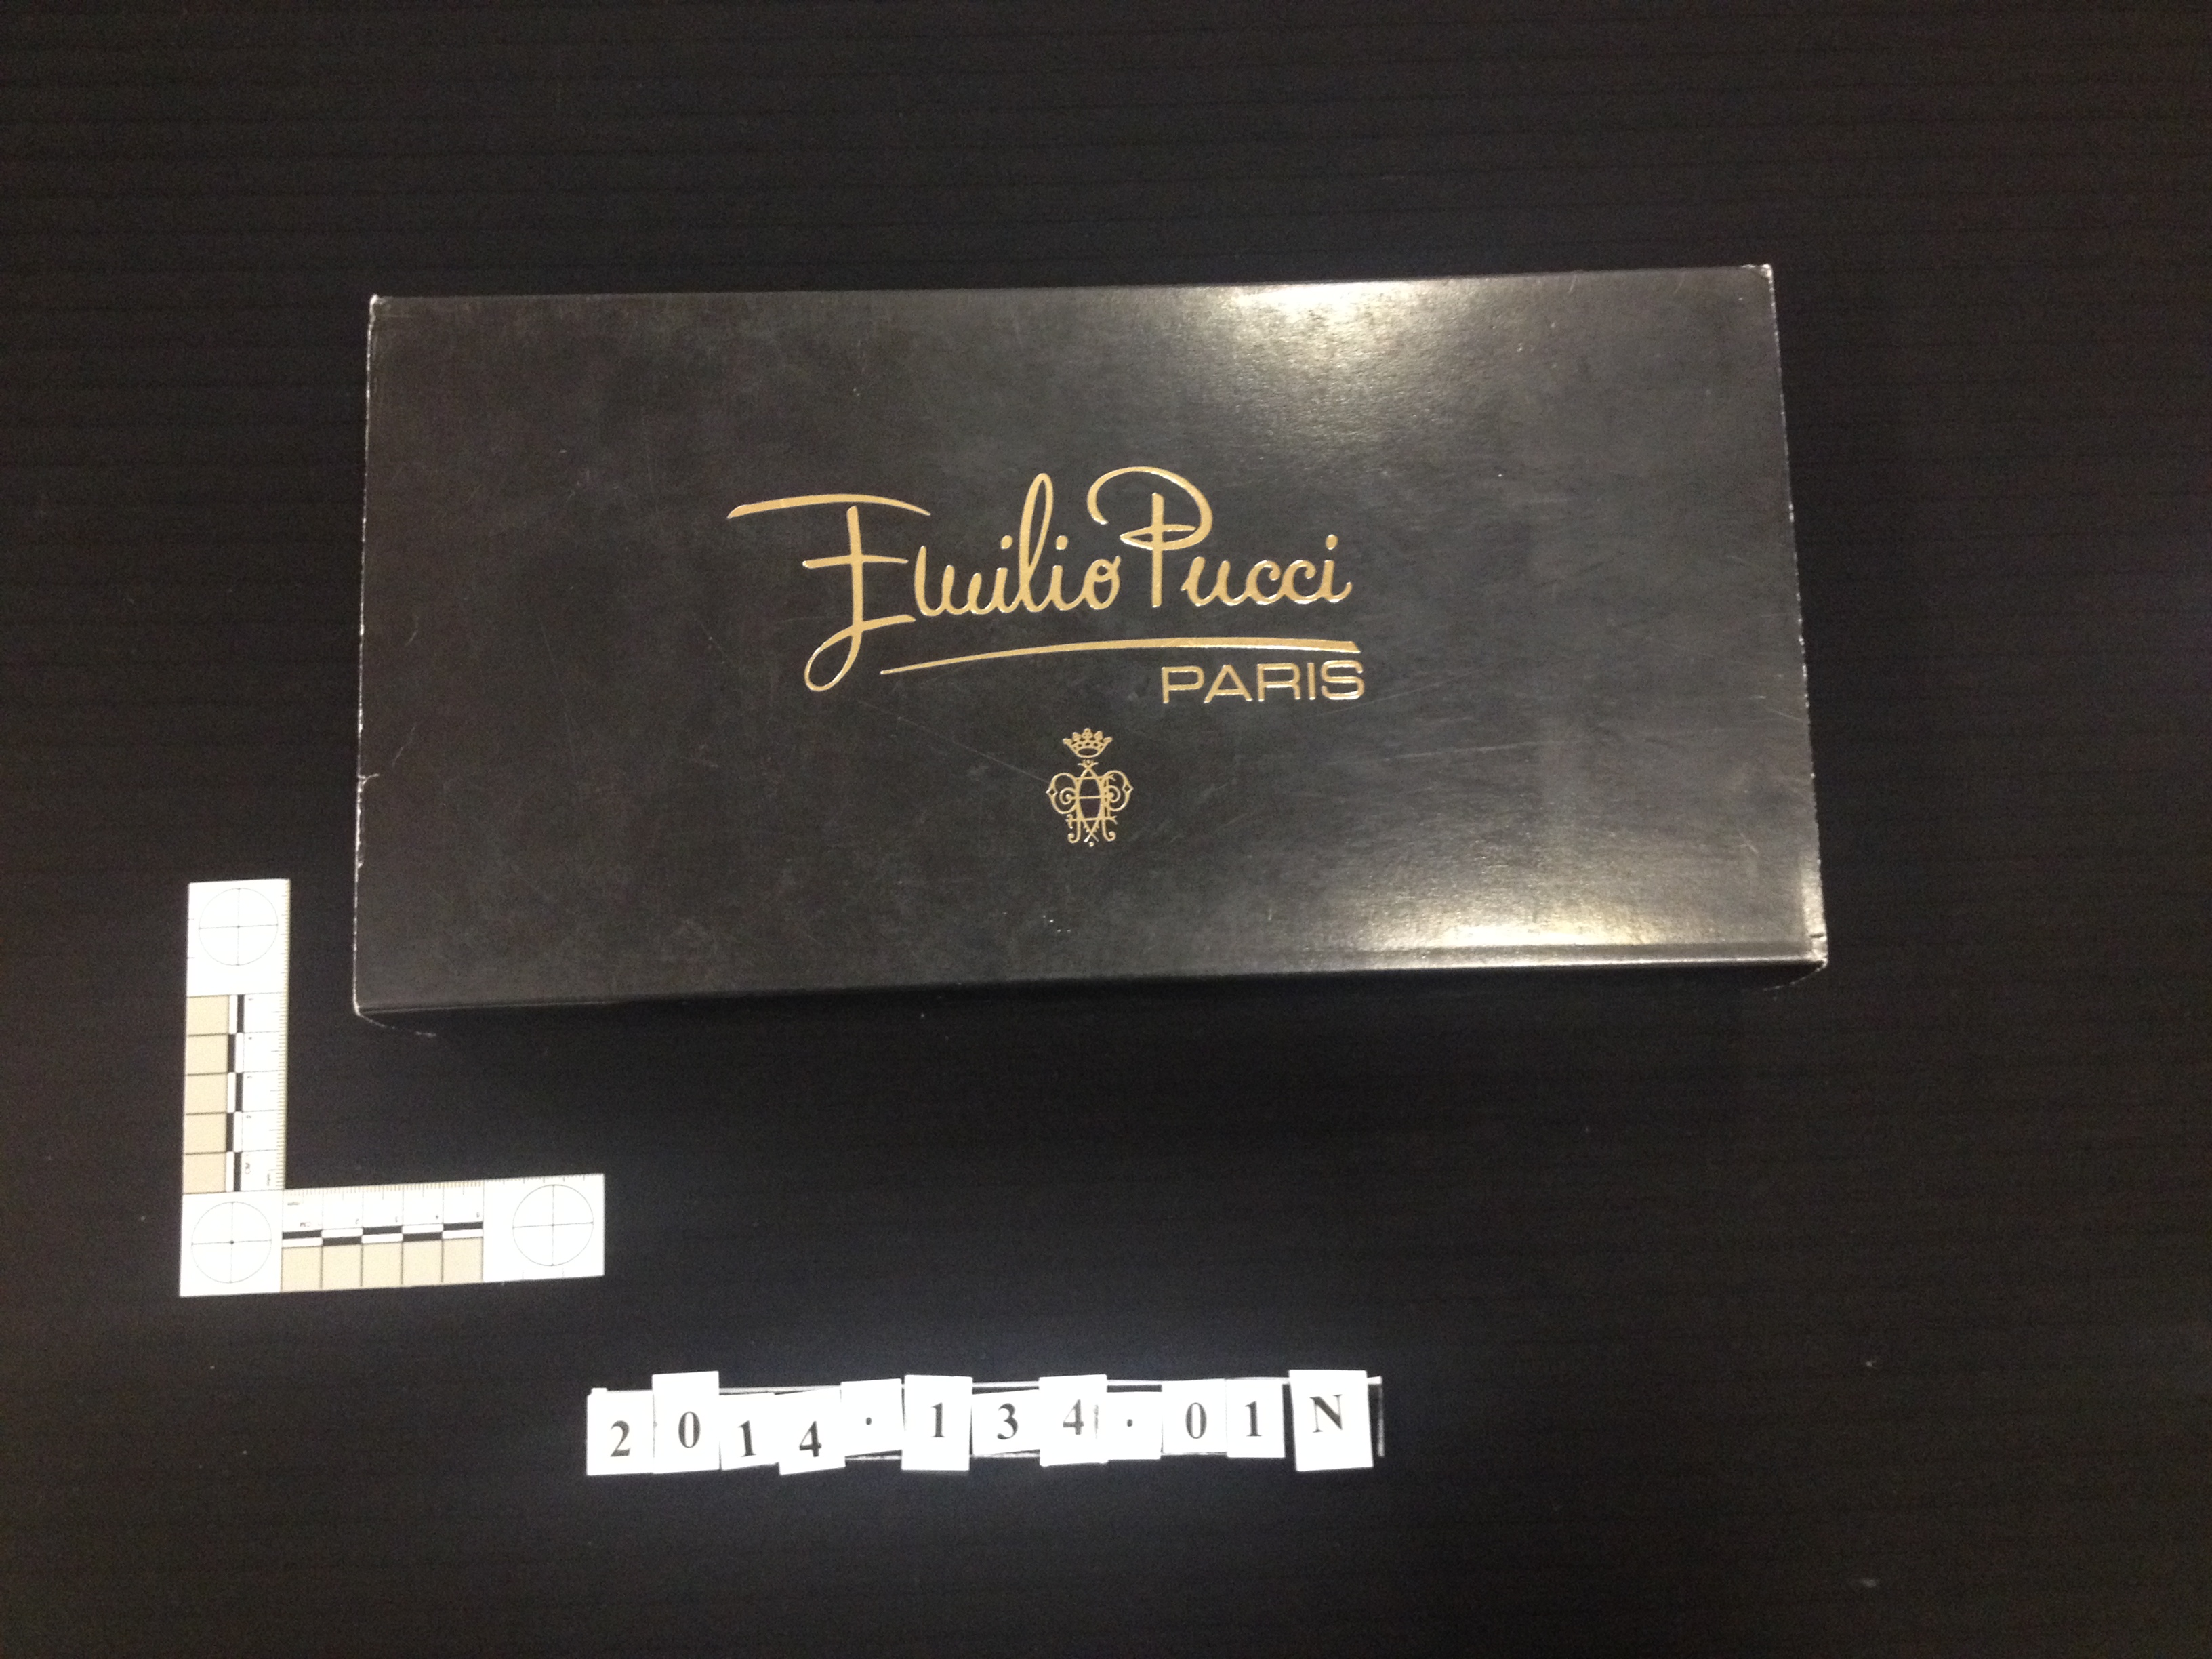 Emilio Pucci
PARIS
2014.134.01N